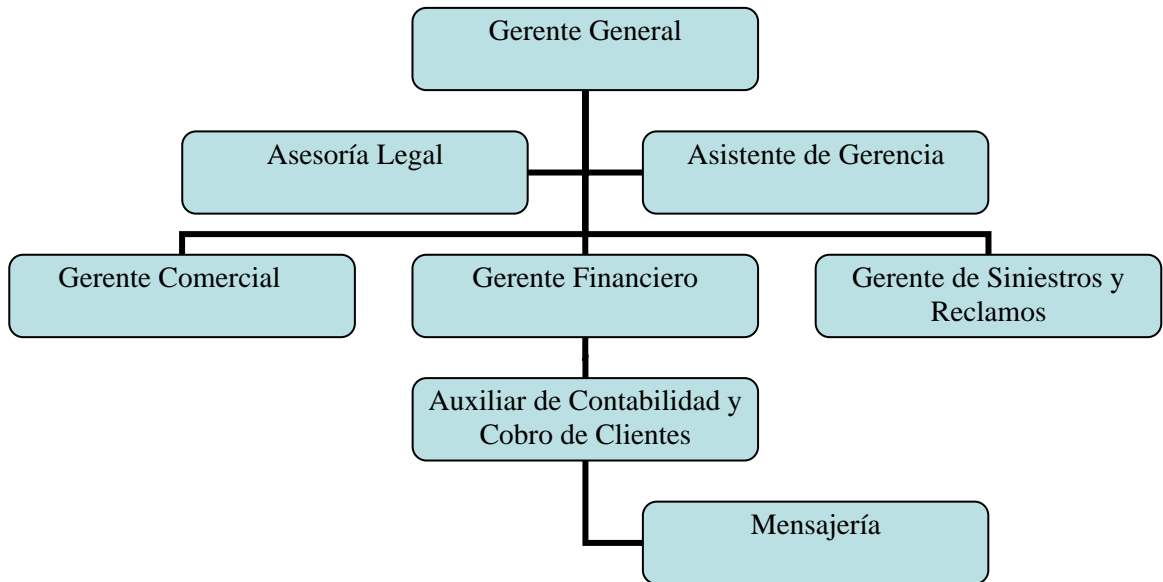 Gerente General
Asesoría Legal
Asistente de Gerencia
Gerente Comercial
Gerente Financiero
Gerente de Siniestros y
Reclamos
Auxiliar de Contabilidad y
Cobro de Clientes
Mensajería